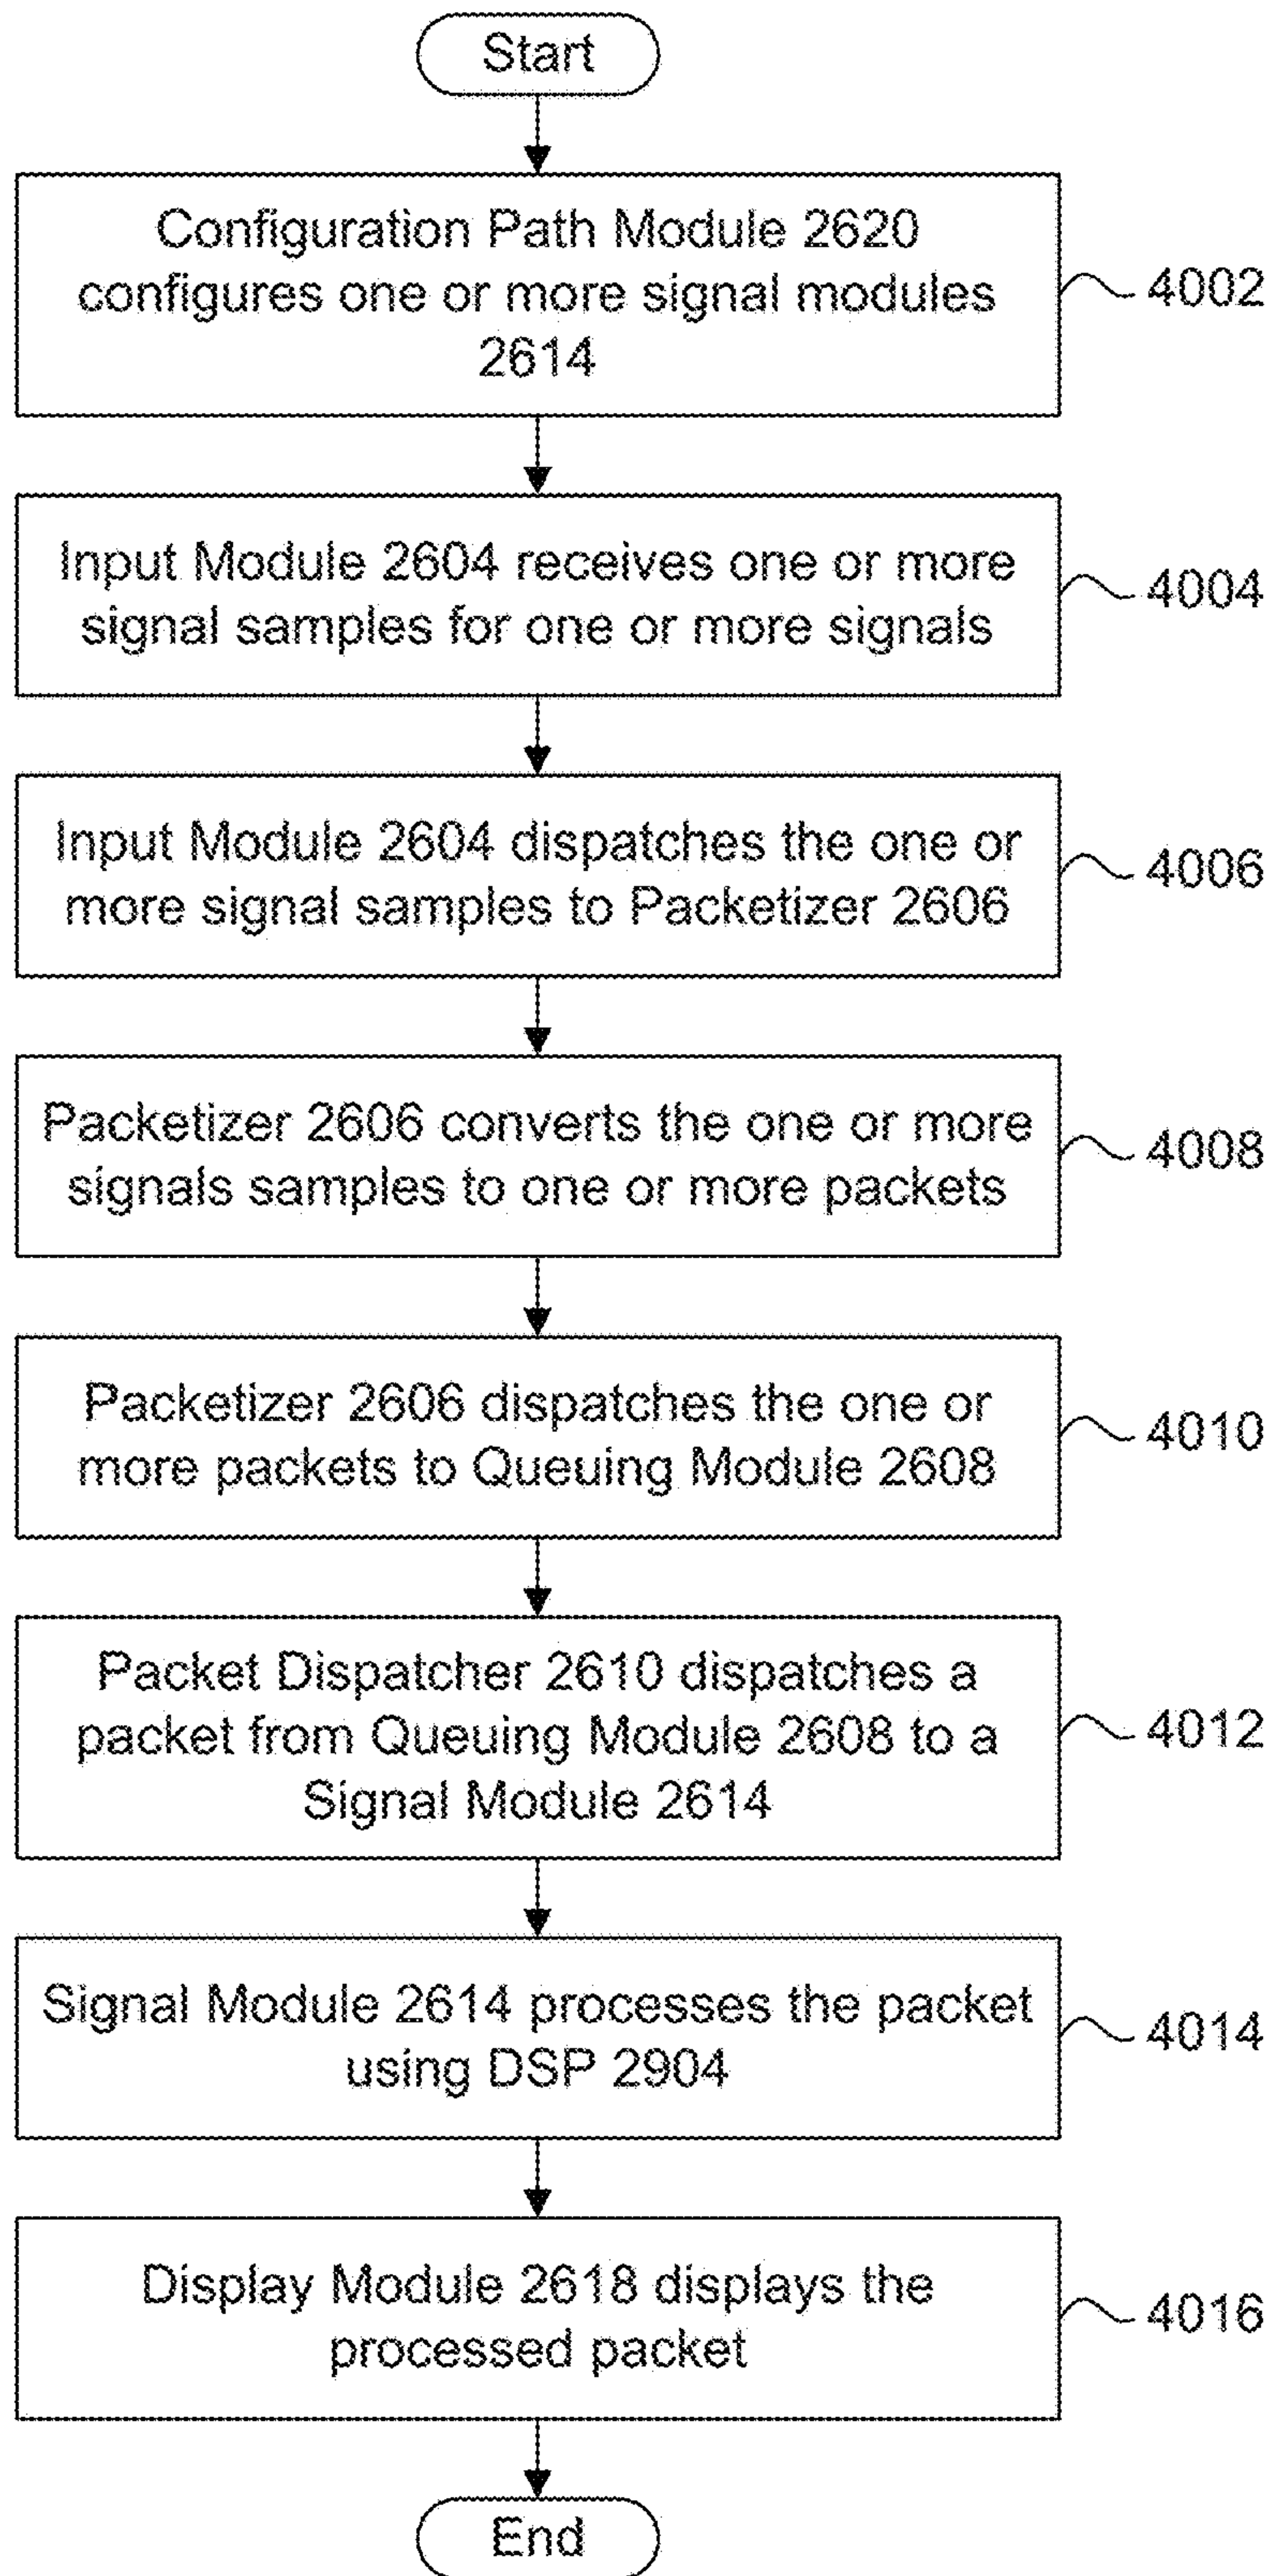 Start
Configuration Path Module 2620
configures one or more signal modules
2614
4002
Input Module 2604 receives one or more
signal samples for one or more signals
4004
Input Module 2604 dispatches the one or
more signal samples to Packetizer 2606
4006
Packetizer 2606 converts the one or more
signals samples to one or more packets
4008
Packetizer 2606 dispatches the one or
more packets to Queuing Module 2608
4010
Packet Dispatcher 2610 dispatches a
packet from Queuing Module 2608 to a
Signal Module 2614
4012
Signal Module 2614 processes the packet
using DSP 2904
4014
Display Module 2618 displays the
processed packet
4016
End